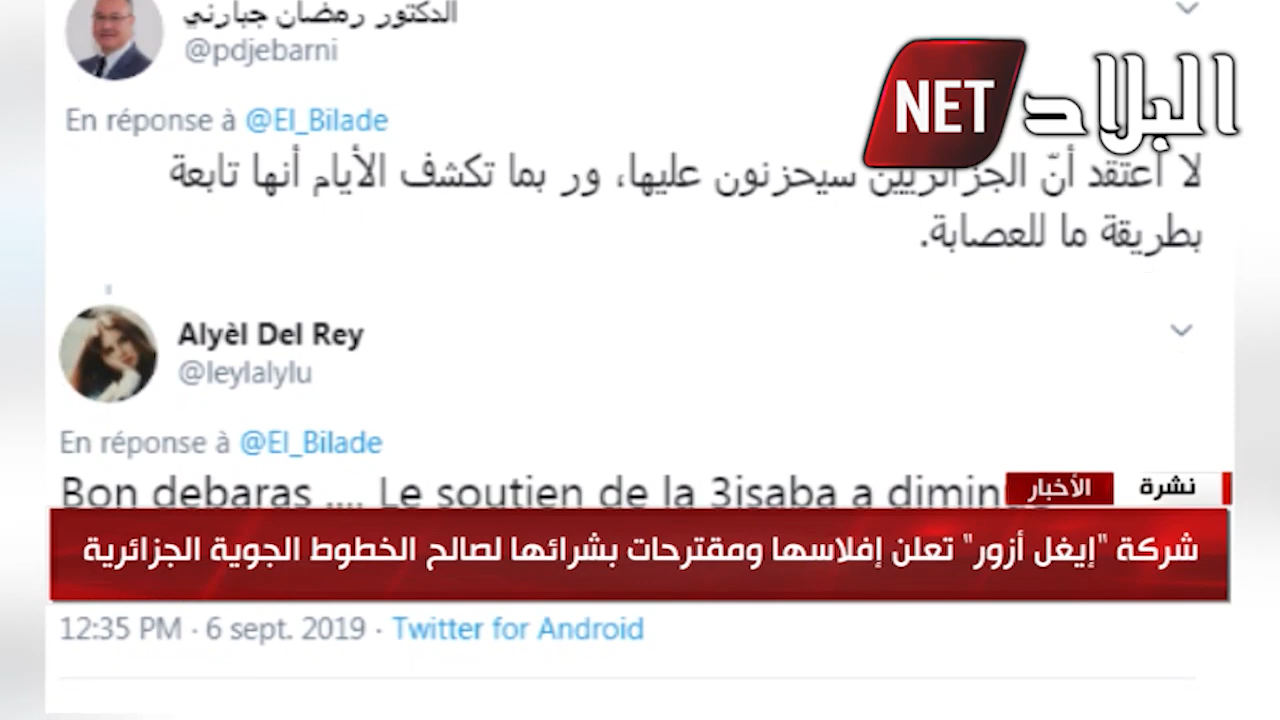 الدكتور رمضان جبارني
@pdjebarni
البلاد NET
En réponse à @El_Bilade
لا أعتقد أنّ الجزائريين سيحزنون عليها، ور بما تكشف الأيام أنها تابعة
بطريقة ما للعصابة.
Alyèl Del Rey
@leylalylu
En réponse à @El_Bilade
Bon debaras .... Le soutien de la 3isaba a
نشرة الأخبار
شركة "إيغل أزور" تعلن إفلاسها ومقترحات بشرائها لصالح الخطوط الجوية الجزائرية
12:35 PM · 6 sept. 2019 · Twitter for Android